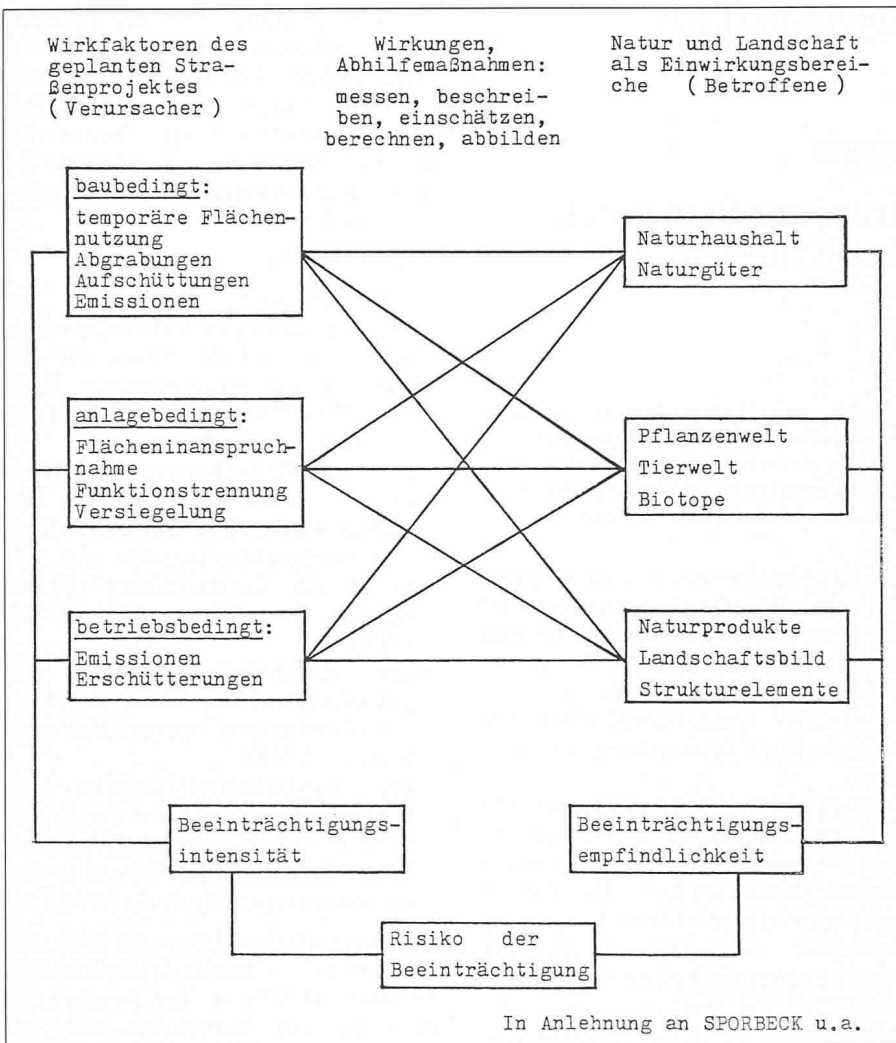 Wirkfaktoren des
geplanten Stra-
ßenprojektes
(Verursacher)
Wirkungen,
Abhilfemaßnahmen:
messen, beschrei-
ben, einschätzen,
berechnen, abbilden
Natur und Landschaft
als Einwirkungsberei-
che (Betroffene)
baubedingt:
temporäre Flächen-
nutzung
Abgrabungen
Aufschüttungen
Emissionen
Naturhaushalt
Naturgüter
anlagebedingt:
Flächeninanspruch-
nahme
Funktionstrennung
Versiegelung
Pflanzenwelt
Tierwelt
Biotope
betriebsbedingt:
Emissionen
Erschütterungen
Naturprodukte
Landschaftsbild
Strukturelemente
Beeinträchtigungs-
intensität
Beeinträchtigungs-
empfindlichkeit
Risiko der
Beeinträchtigung
In Anlehnung an SPORBECK u.a.